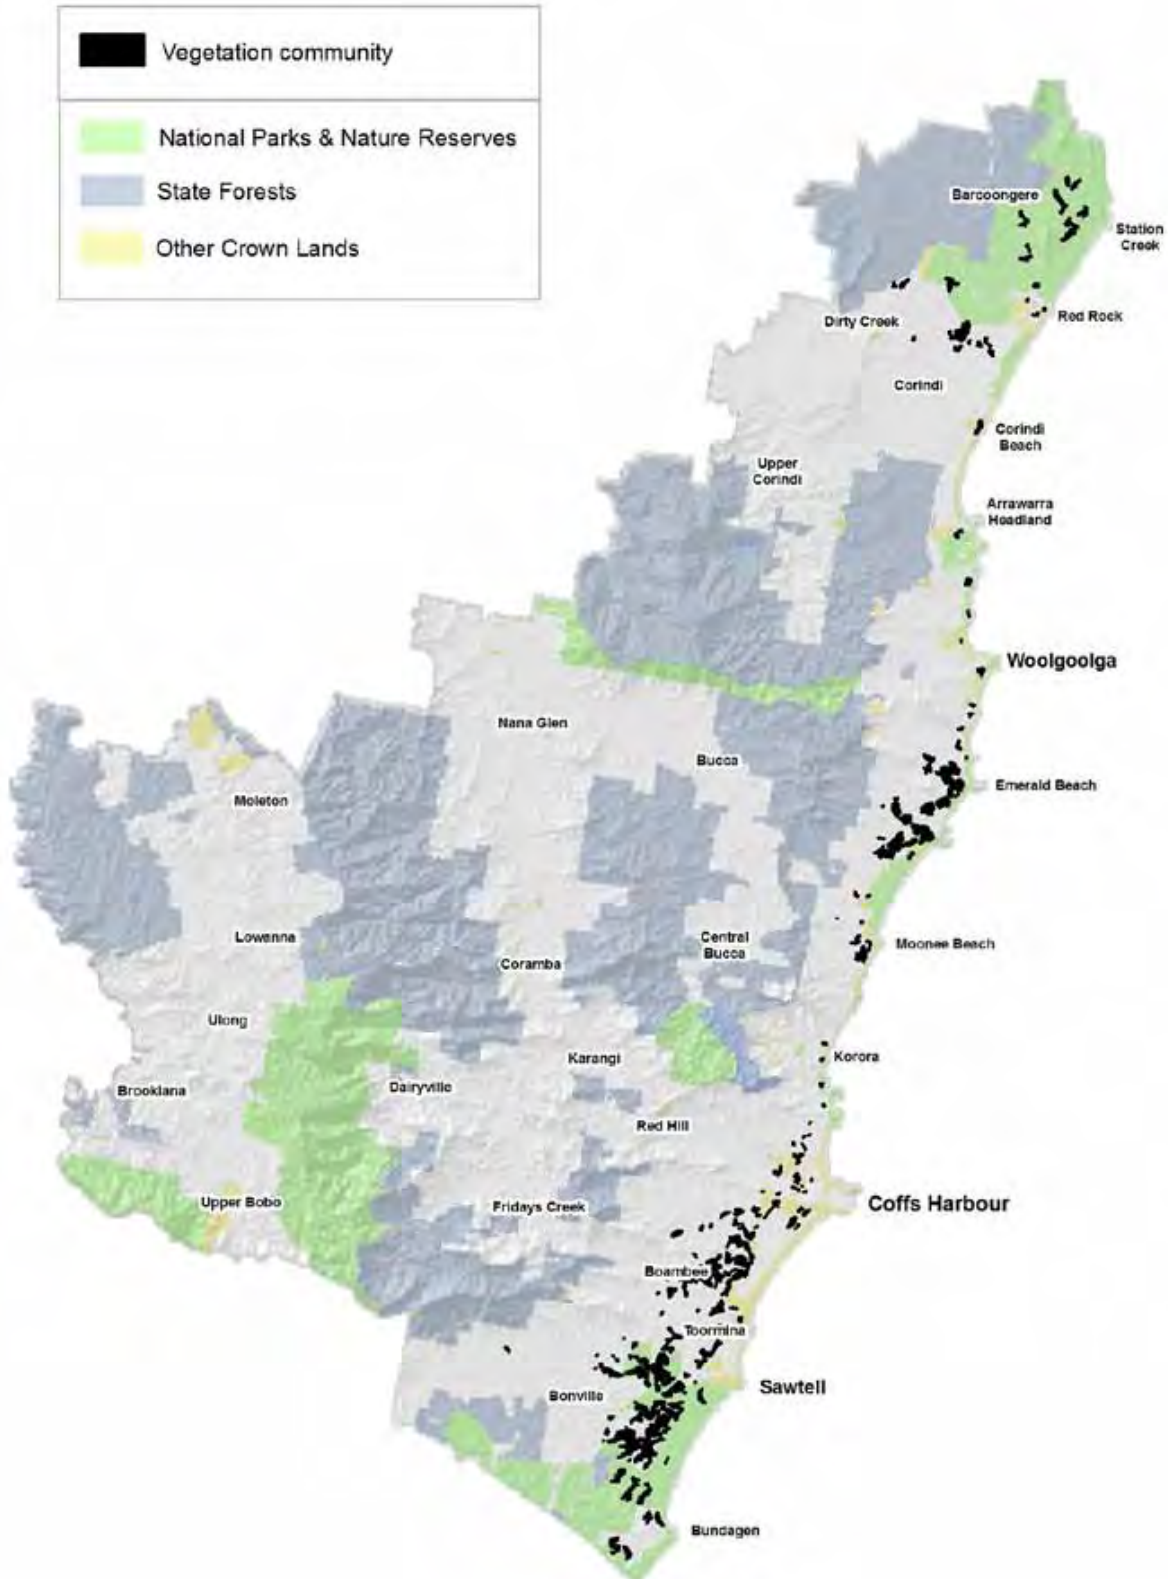 Vegetation community
National Parks & Nature Reserves
State Forests
Other Crown Lands
Barcoongere
Station
Creek
Dirty Creek
Red Rock
Corindi
Corindi
Beach
Upper
Corindi
Arrawarra
Headland
Woolgoolga
Nana Glen
Bucca
Emerald Beach
Moleton
Lowanna
Central
Bucca
Moonee Beach
Coramba
Ulong
Karangi
Korora
Brooklana
Dairyville
Red Hill
Upper Bobo
Fridays Creek
Coffs Harbour
Boambee
Toormina
Sawtell
Bonville
Bundagen